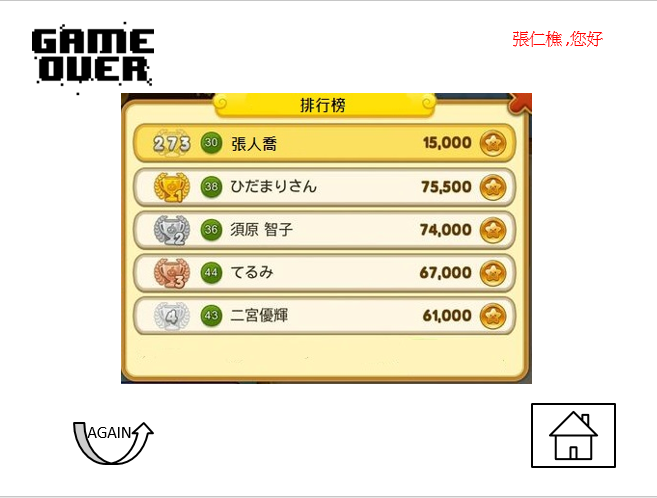 GAME
OVER
張仁樵 ,您好
排行榜
273 30 張人喬 15,000
1 38 ひだまりさん 75,500
2 36 須原 智子 74,000
3 44 てるみ 67,000
4 43 二宮優輝 61,000
AGAIN